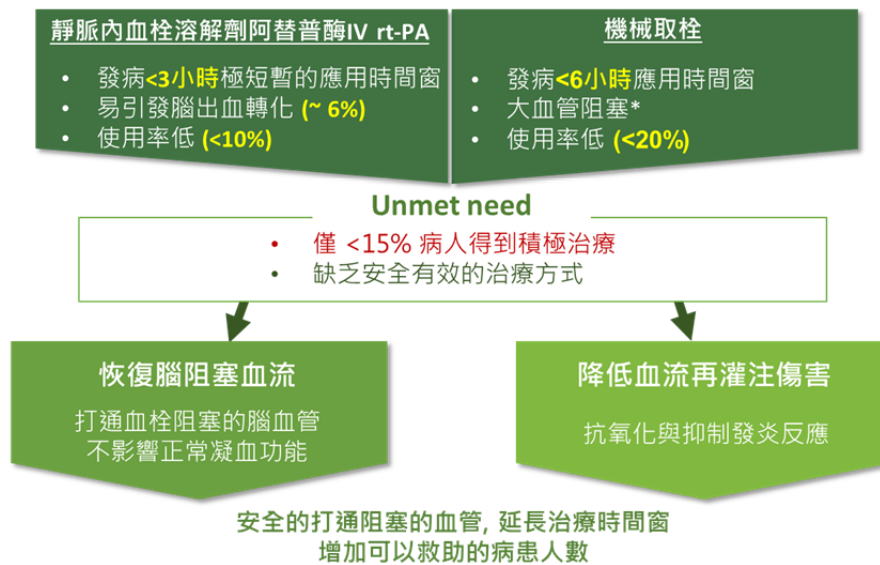 靜脈內血栓溶解劑阿替普酶IV rt-PA
• 發病<3小時極短暫的應用時間窗
• 易引發腦出血轉化 (~ 6%)
• 使用率低 (<10%)
機械取栓
• 發病<6小時應用時間窗
• 大血管阻塞*
• 使用率低 (<20%)
Unmet need
• 僅 <15% 病人得到積極治療
• 缺乏安全有效的治療方式
恢復腦阻塞血流
打通血栓阻塞的腦血管
不影響正常凝血功能
降低血流再灌注傷害
抗氧化與抑制發炎反應
安全的打通阻塞的血管, 延長治療時間窗
增加可以救助的病患人數